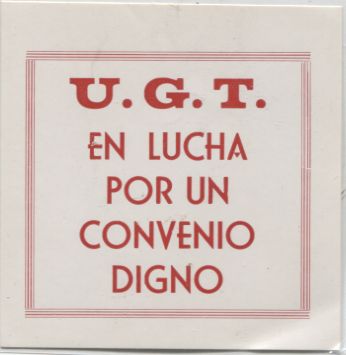 U.G.T.
EN LUCHA
POR UN
CONVENIO
DIGNO